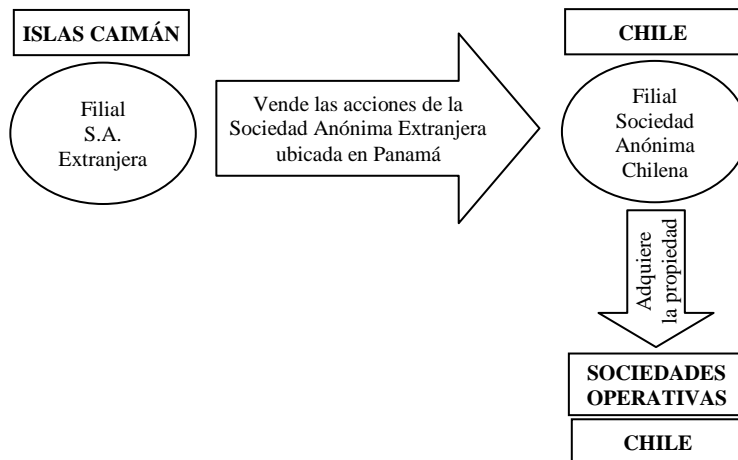 ISLAS CAIMÁN
Filial
S.A.
Extranjera
Vende las acciones de la
Sociedad Anónima Extranjera
ubicada en Panamá
CHILE
Filial
Sociedad
Anónima
Chilena
Adquiere
la propiedad
SOCIEDADES
OPERATIVAS
CHILE